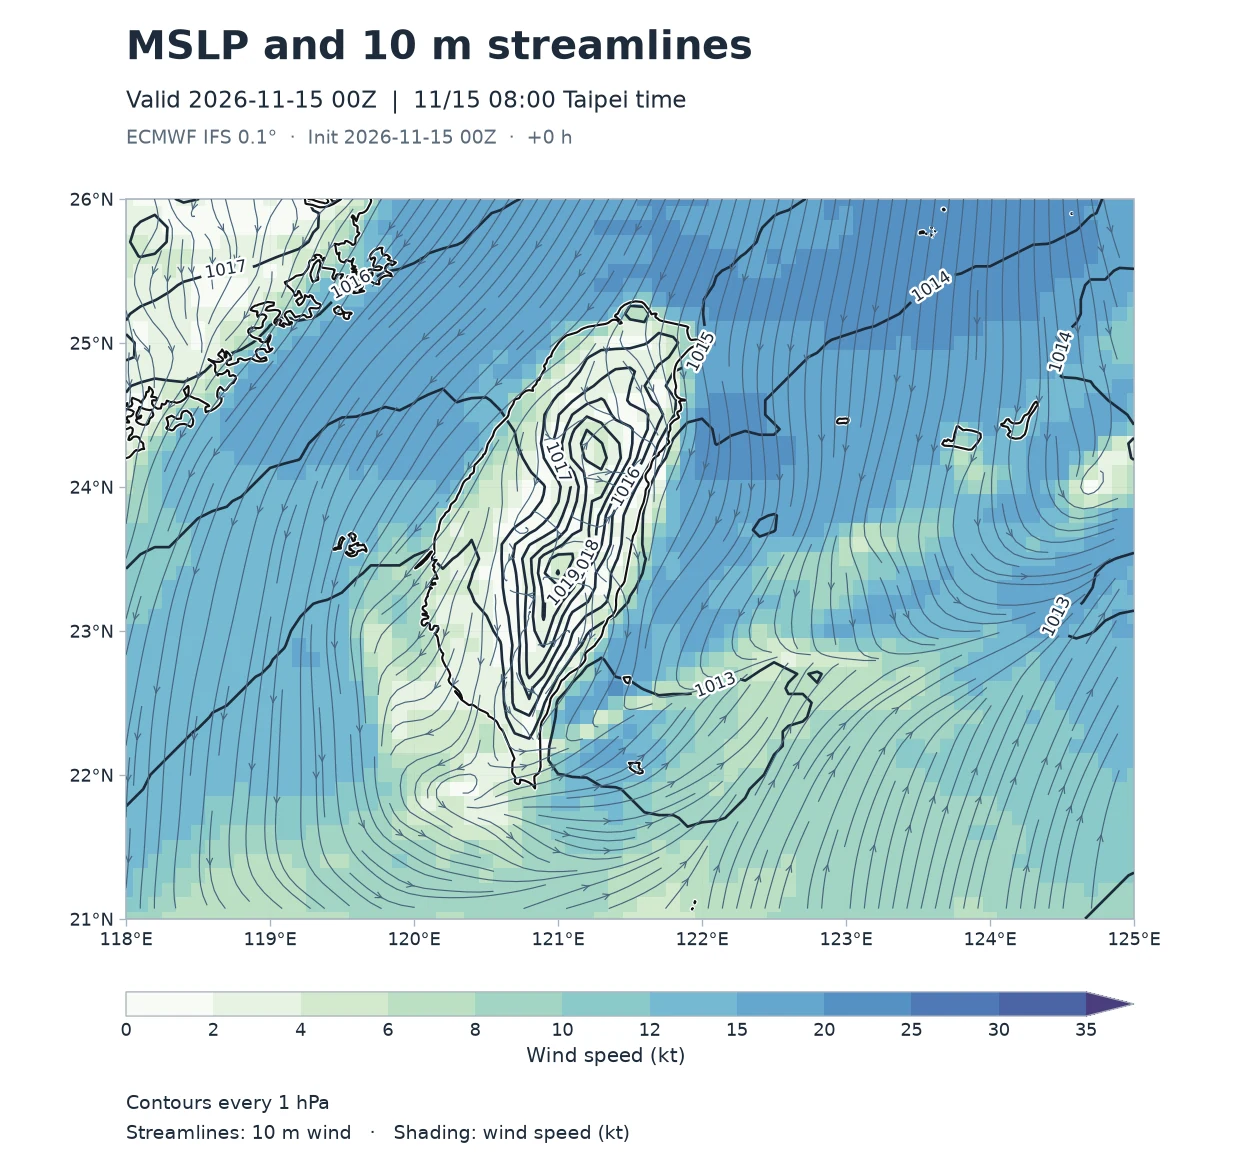 MSLP and 10 m streamlines
Valid 2026-11-15 00Z | 11/15 08:00 Taipei time
ECMWF IFS 0.1° · Init 2026-11-15 00Z · +0 h
26°N
25°N
24°N
23°N
22°N
21°N
1017
1016
1014
1014
1015
1017
1016
1018
1019
1013
1013
118°E 119°E 120°E 121°E 122°E 123°E 124°E 125°E
0 2 4 6 8 10 12 15 20 25 30 35
Wind speed (kt)
Contours every 1 hPa
Streamlines: 10 m wind · Shading: wind speed (kt)